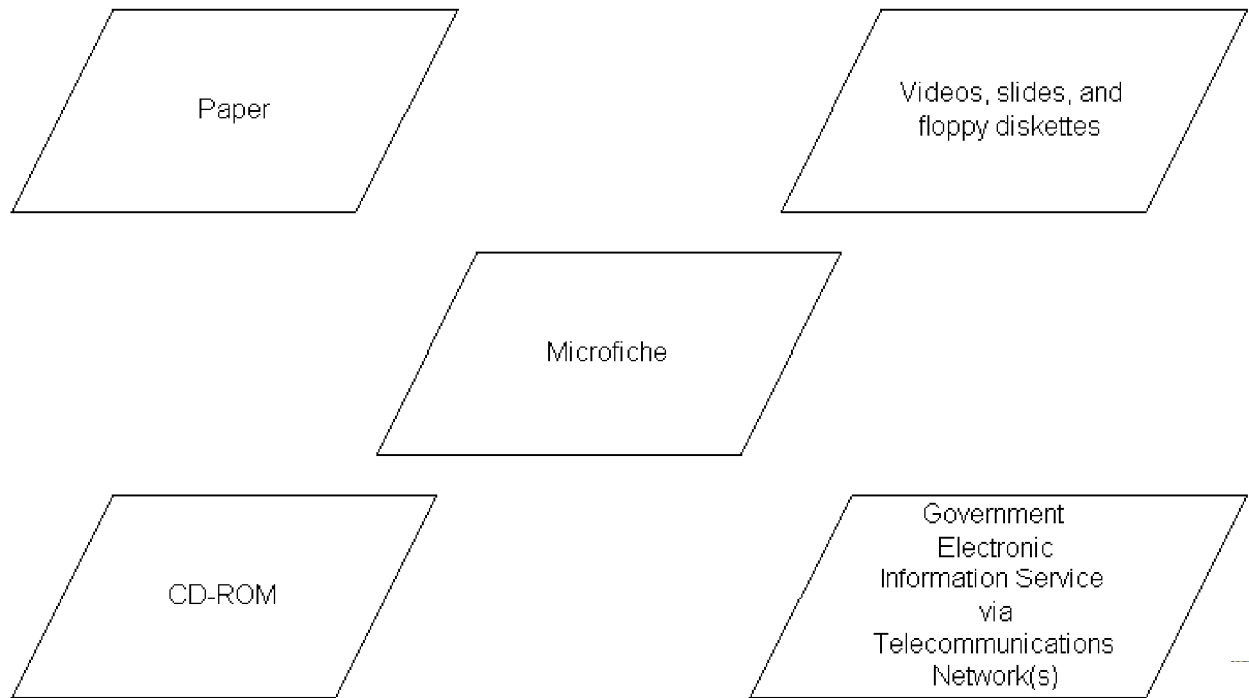 Paper
Videos, slides, and
floppy diskettes
Microfiche
CD-ROM
Government
Electronic
Information Service
via
Telecommunications
Network(s)